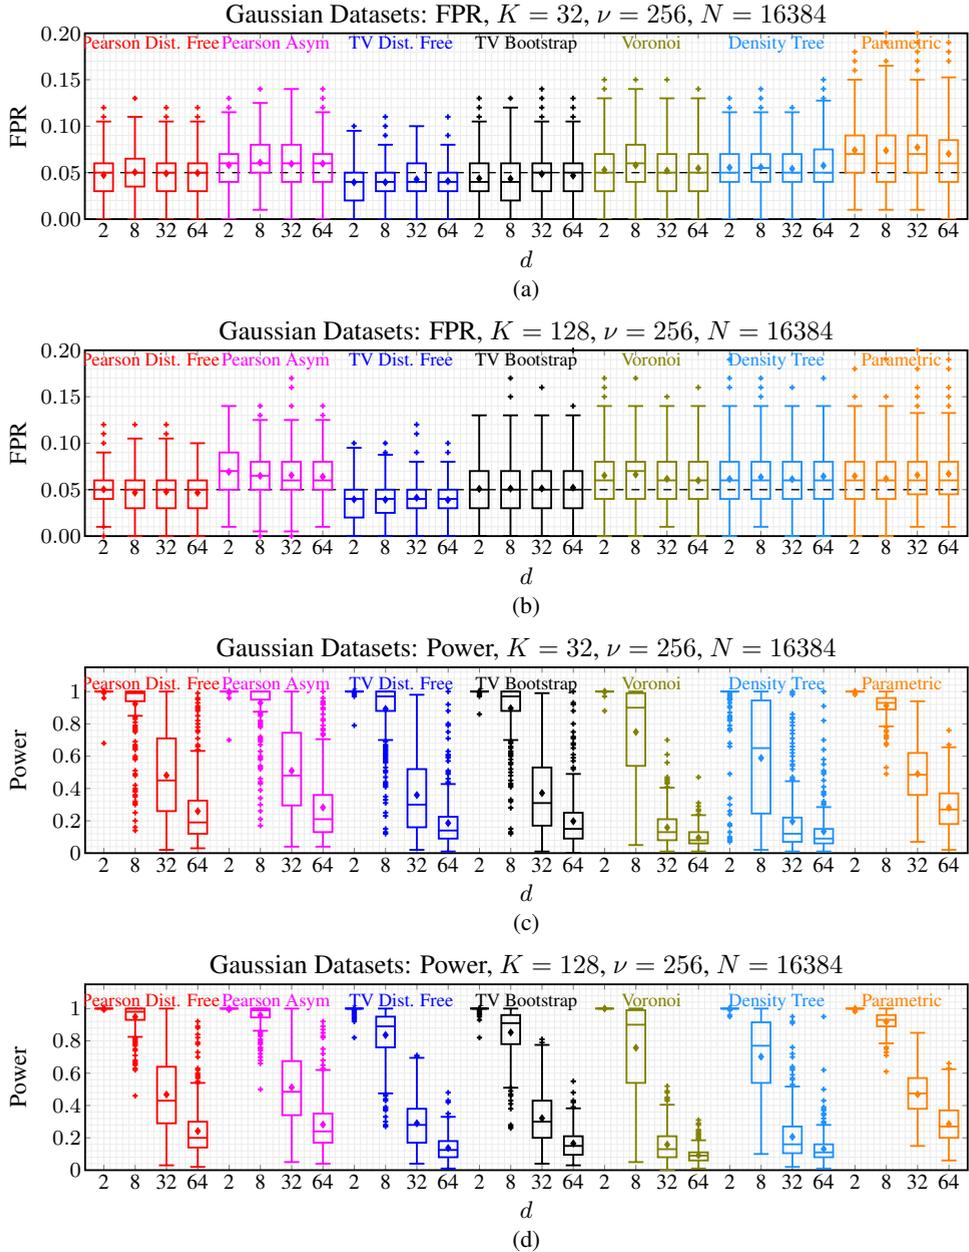 Gaussian Datasets: FPR, K = 32, ν = 256, N = 16384
Pearson Dist. Free Pearson Asym TV Dist. Free TV Bootstrap Voronoi Density Tree Parametric
FPR
0.20
0.15
0.10
0.05
0.00
2 8 32 64 2 8 32 64 2 8 32 64 2 8 32 64 2 8 32 64 2 8 32 64 2 8 32 64
d
(a)
Gaussian Datasets: FPR, K = 128, ν = 256, N = 16384
Pearson Dist. Free Pearson Asym TV Dist. Free TV Bootstrap Voronoi Density Tree Parametric
FPR
0.20
0.15
0.10
0.05
0.00
2 8 32 64 2 8 32 64 2 8 32 64 2 8 32 64 2 8 32 64 2 8 32 64 2 8 32 64
d
(b)
Gaussian Datasets: Power, K = 32, ν = 256, N = 16384
Pearson Dist. Free Pearson Asym TV Dist. Free TV Bootstrap Voronoi Density Tree Parametric
Power
1
0.8
0.6
0.4
0.2
0
2 8 32 64 2 8 32 64 2 8 32 64 2 8 32 64 2 8 32 64 2 8 32 64 2 8 32 64
d
(c)
Gaussian Datasets: Power, K = 128, ν = 256, N = 16384
Pearson Dist. Free Pearson Asym TV Dist. Free TV Bootstrap Voronoi Density Tree Parametric
Power
1
0.8
0.6
0.4
0.2
0
2 8 32 64 2 8 32 64 2 8 32 64 2 8 32 64 2 8 32 64 2 8 32 64 2 8 32 64
d
(d)